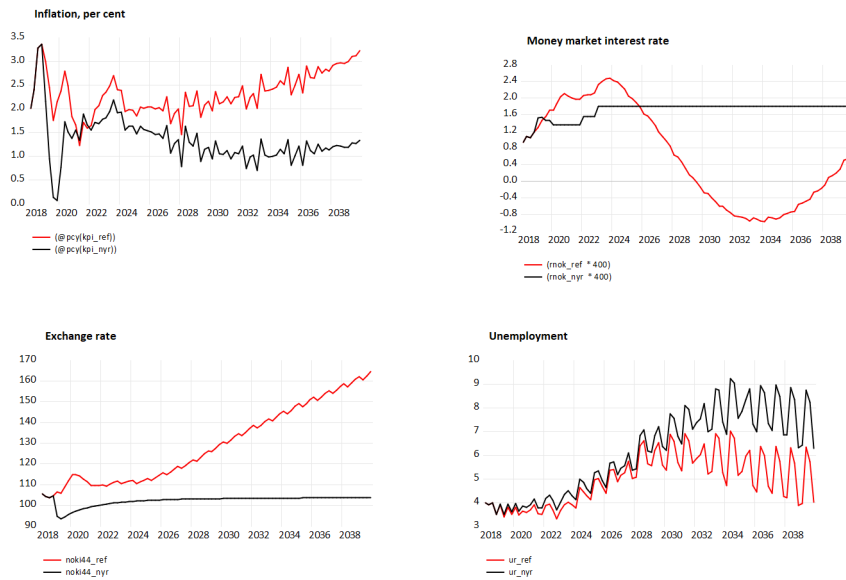 Inflation, per cent
3.5
3.0
2.5
2.0
1.5
1.0
0.5
0.0
2018 2020 2022 2024 2026 2028 2030 2032 2034 2036 2038
(@pcy(kpi_ref))
(@pcy(kpi_nyr))
Money market interest rate
2.8
2.4
2.0
1.6
1.2
0.8
0.4
0.0
-0.4
-0.8
-1.2
2018 2020 2022 2024 2026 2028 2030 2032 2034 2036 2038
(rnok_ref * 400)
(rnok_nyr * 400)
Exchange rate
170
160
150
140
130
120
110
100
90
2018 2020 2022 2024 2026 2028 2030 2032 2034 2036 2038
noki44_ref
noki44_nyr
Unemployment
10
9
8
7
6
5
4
3
2018 2020 2022 2024 2026 2028 2030 2032 2034 2036 2038
ur_ref
ur_nyr